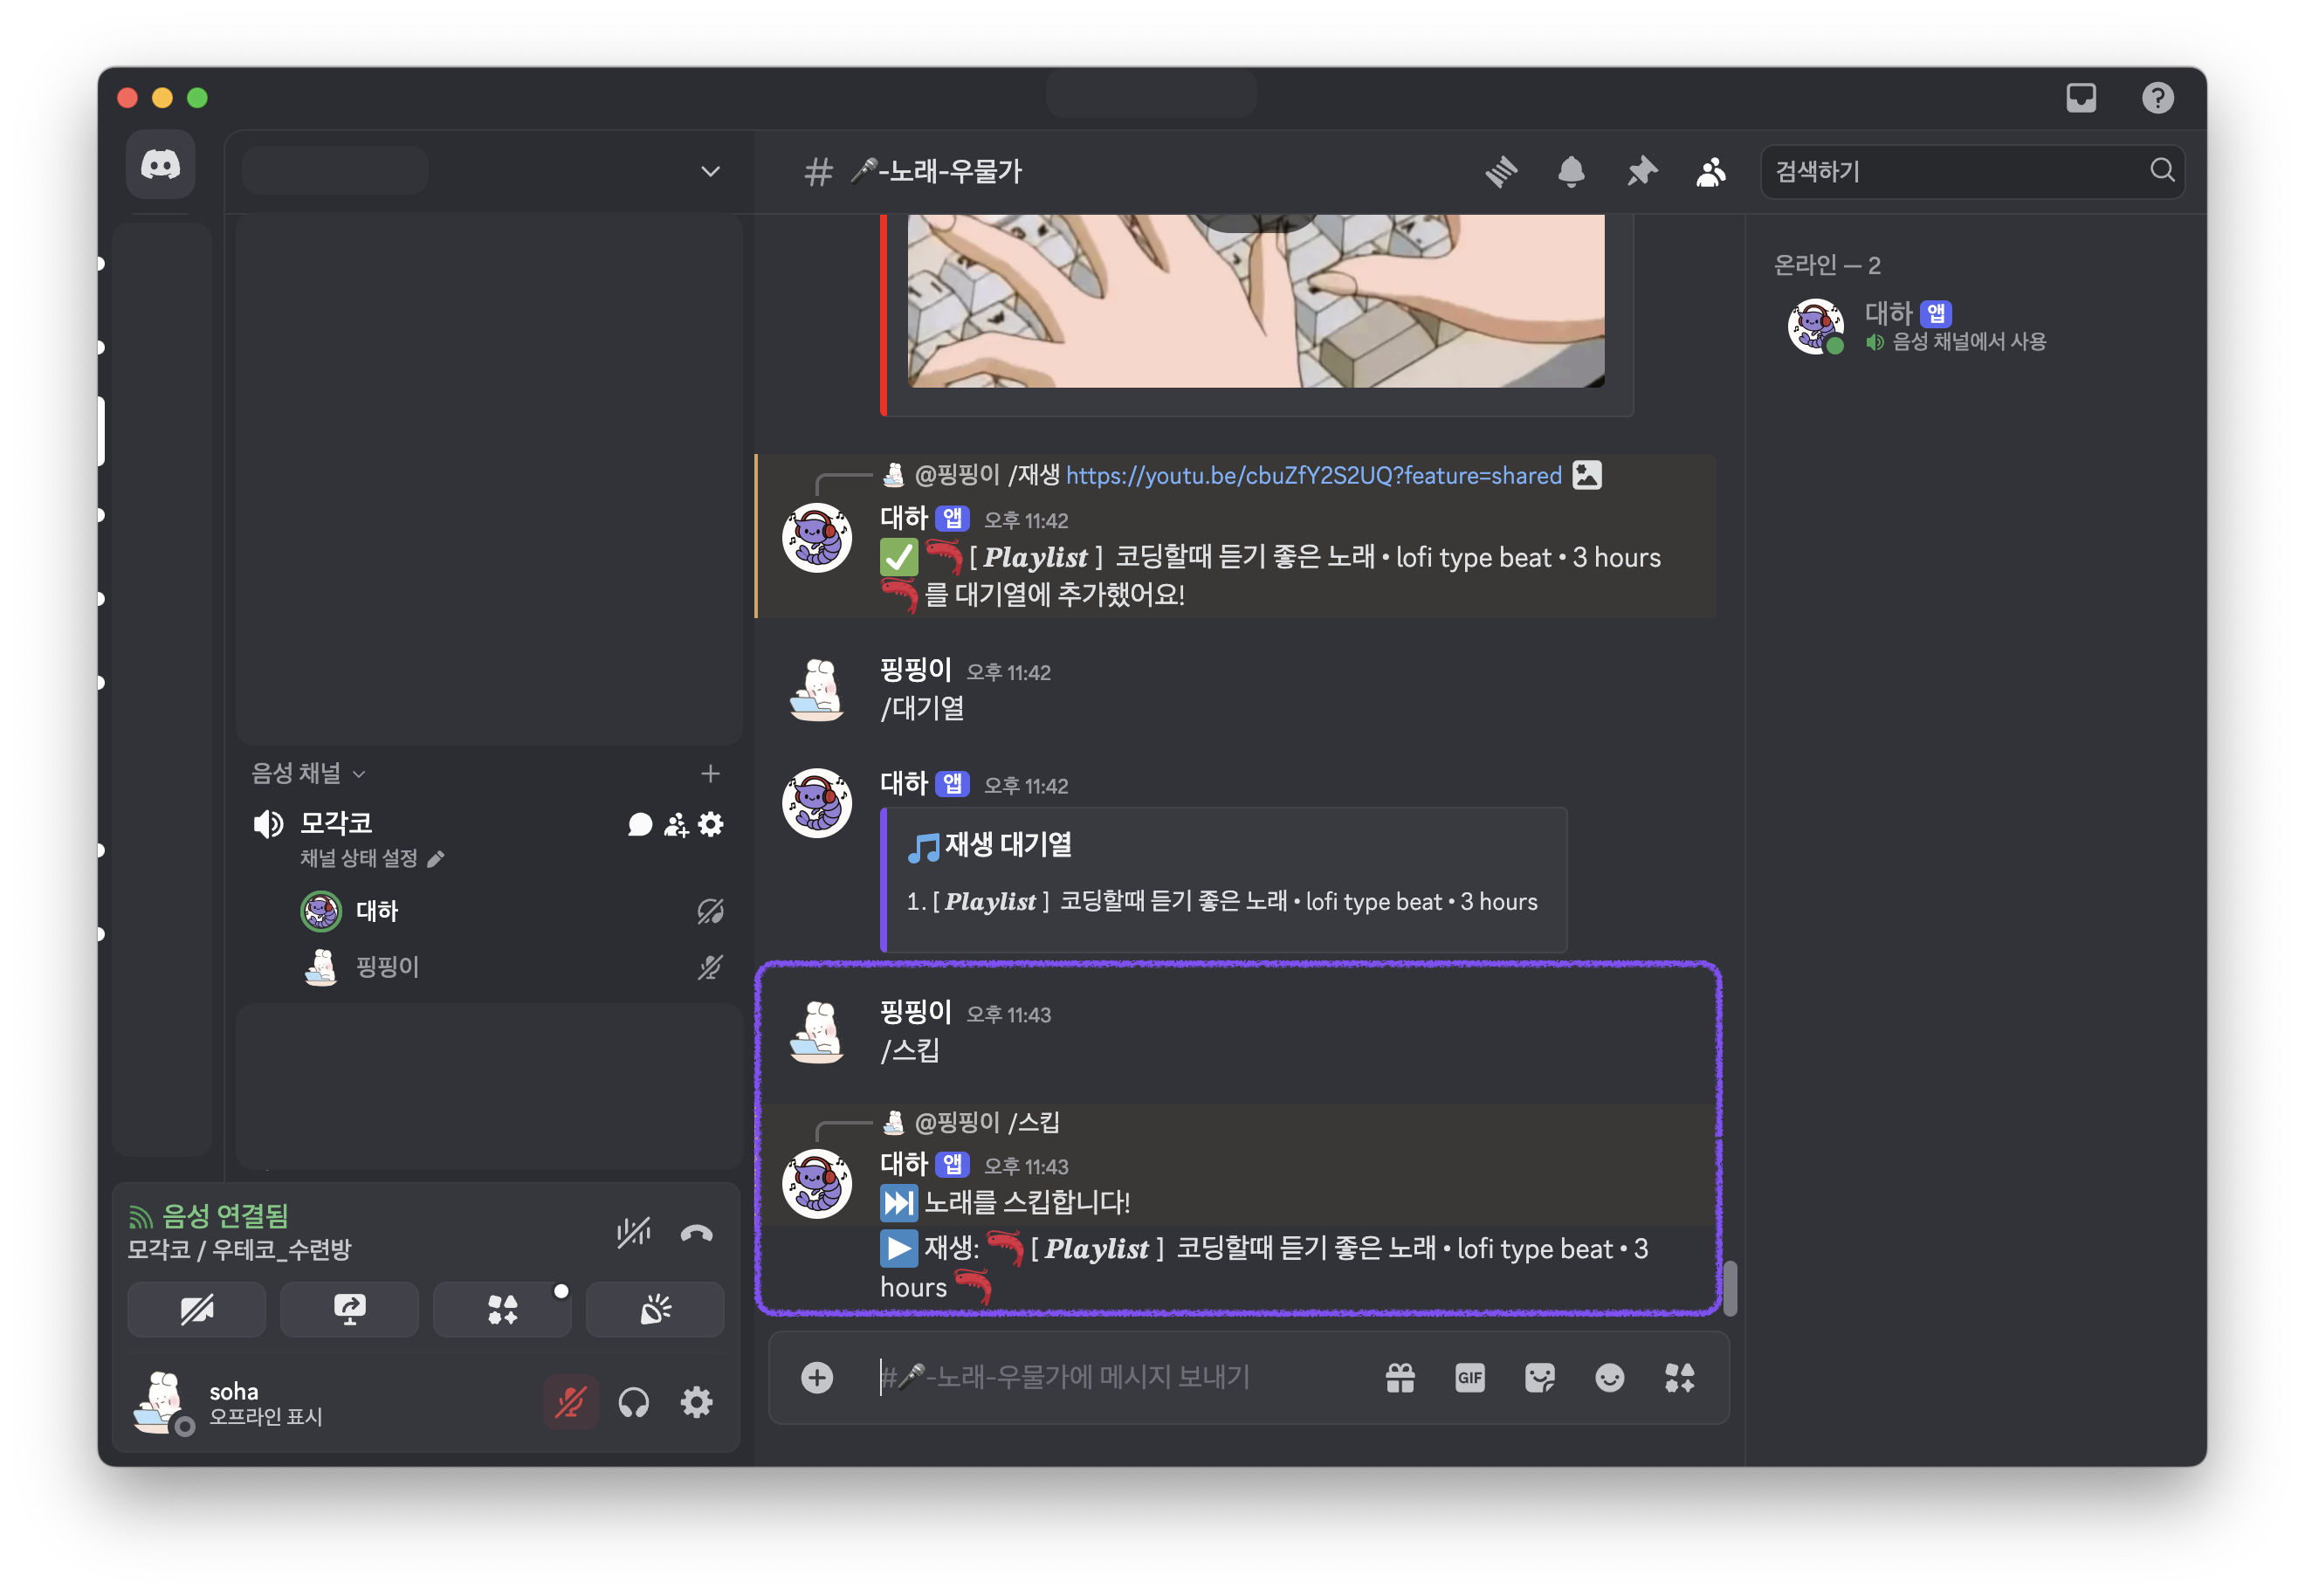 # 🎤-노래-우물가
검색하기
온라인 — 2
대하 앱
음성 채널에서 사용
@핑핑이 /재생 https://youtu.be/cbuZfY2S2UQ?feature=shared
대하 앱 오후 11:42
✅ 🦐 [ Playlist ] 코딩할때 듣기 좋은 노래 • lofi type beat • 3 hours
🦐 를 대기열에 추가했어요!
핑핑이 오후 11:42
/대기열
대하 앱 오후 11:42
🎵 재생 대기열
1. [ Playlist ] 코딩할때 듣기 좋은 노래 • lofi type beat • 3 hours
핑핑이 오후 11:43
/스킵
@핑핑이 /스킵
대하 앱 오후 11:43
⏭️ 노래를 스킵합니다!
▶️ 재생: 🦐 [ Playlist ] 코딩할때 듣기 좋은 노래 • lofi type beat • 3
hours 🦐
#🎤-노래-우물가에 메시지 보내기
GIF
음성 채널
모각코
채널 상태 설정
대하
핑핑이
음성 연결됨
모각코 / 우테코_수련방
soha
오프라인 표시